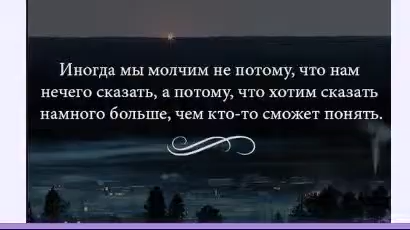 Иногда мы молчим не потому, что нам
нечего сказать, а потому, что хотим сказать
намного больше, чем кто-то сможет понять.